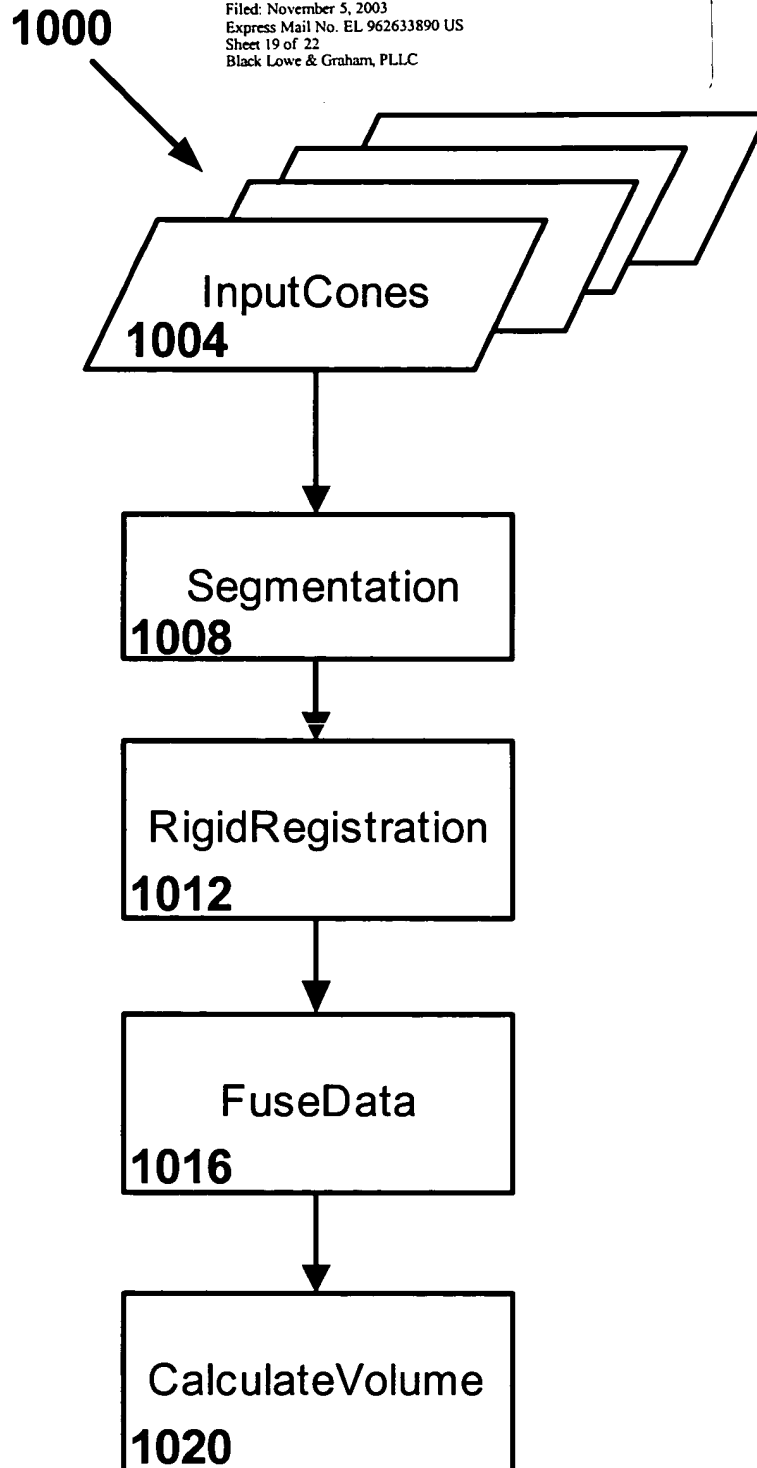 Filed: November 5, 2003
1000
Express Mail No. EL 962633890 US
Sheet 19 of 22
Black Lowe & Graham, PLLC
InputCones
1004
Segmentation
1008
RigidRegistration
1012
FuseData
1016
CalculateVolume
1020